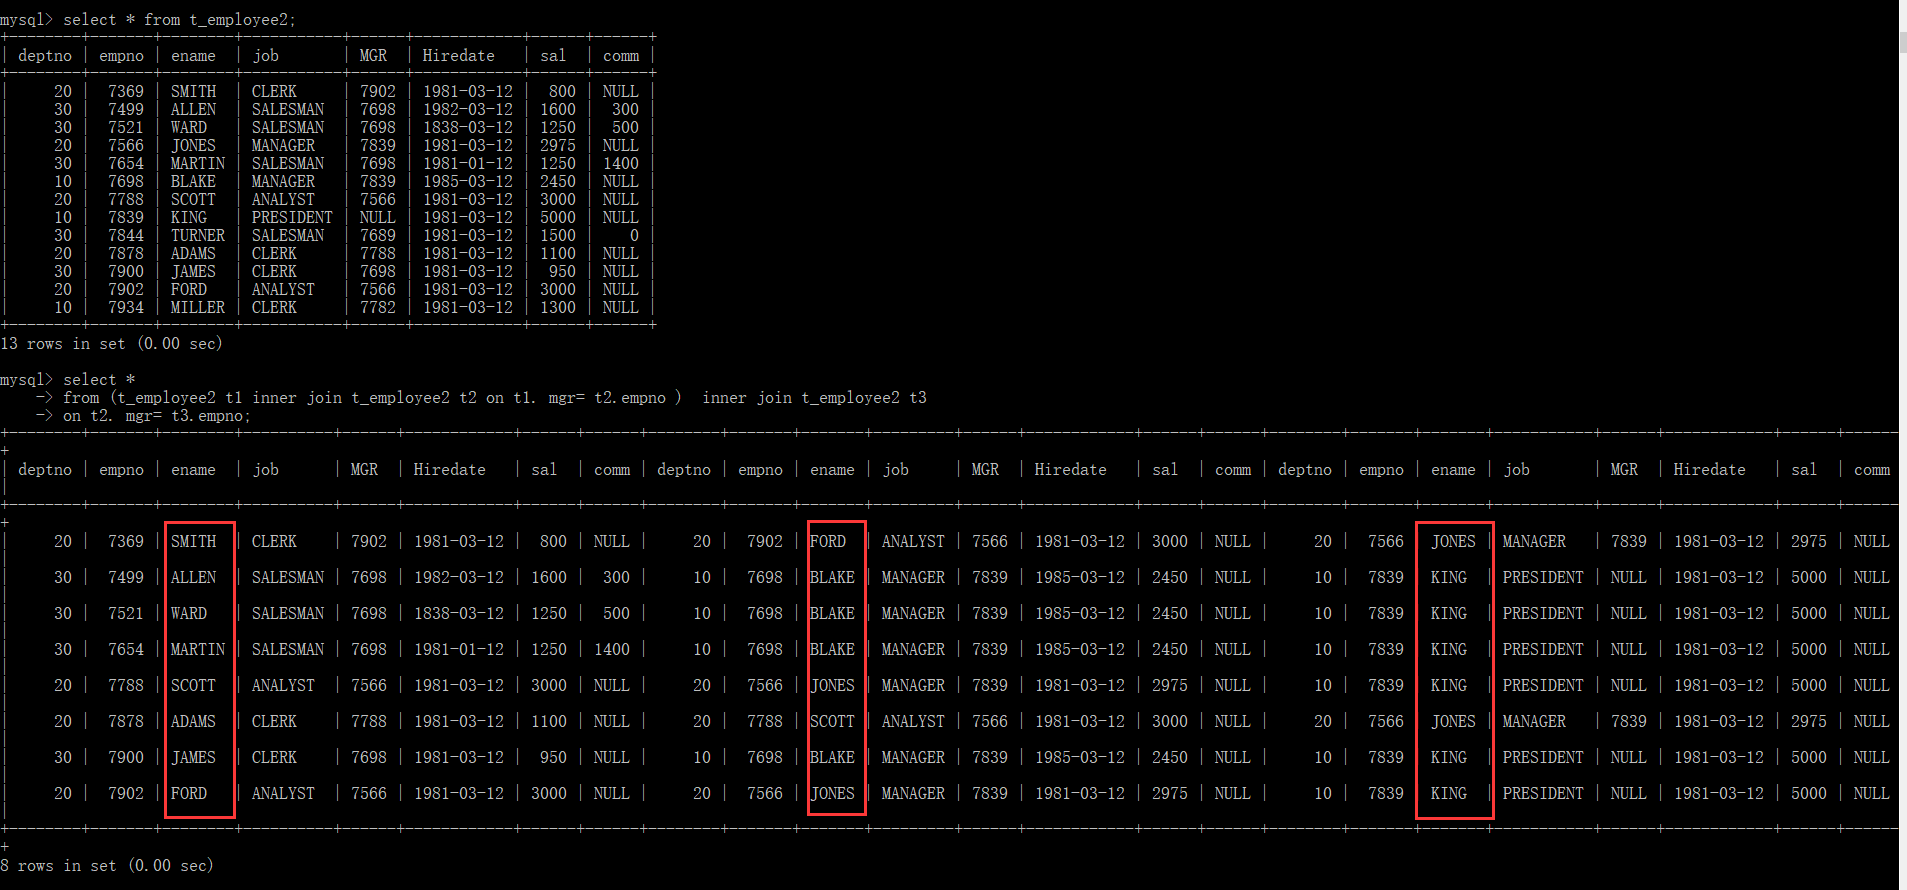 mysql> select * from t_employee2;
+--------+-------+--------+-----------+------+------------+------+------+
| deptno | empno | ename  | job       | MGR  | Hiredate   | sal  | comm |
+--------+-------+--------+-----------+------+------------+------+------+
|     20 |  7369 | SMITH  | CLERK     | 7902 | 1981-03-12 |  800 | NULL |
|     30 |  7499 | ALLEN  | SALESMAN  | 7698 | 1982-03-12 | 1600 |  300 |
|     30 |  7521 | WARD   | SALESMAN  | 7698 | 1838-03-12 | 1250 |  500 |
|     20 |  7566 | JONES  | MANAGER   | 7839 | 1981-03-12 | 2975 | NULL |
|     30 |  7654 | MARTIN | SALESMAN  | 7698 | 1981-01-12 | 1250 | 1400 |
|     10 |  7698 | BLAKE  | MANAGER   | 7839 | 1985-03-12 | 2450 | NULL |
|     20 |  7788 | SCOTT  | ANALYST   | 7566 | 1981-03-12 | 3000 | NULL |
|     10 |  7839 | KING   | PRESIDENT | NULL | 1981-03-12 | 5000 | NULL |
|     30 |  7844 | TURNER | SALESMAN  | 7689 | 1981-03-12 | 1500 |    0 |
|     20 |  7878 | ADAMS  | CLERK     | 7788 | 1981-03-12 | 1100 | NULL |
|     30 |  7900 | JAMES  | CLERK     | 7698 | 1981-03-12 |  950 | NULL |
|     20 |  7902 | FORD   | ANALYST   | 7566 | 1981-03-12 | 3000 | NULL |
|     10 |  7934 | MILLER | CLERK     | 7782 | 1981-03-12 | 1300 | NULL |
+--------+-------+--------+-----------+------+------------+------+------+
13 rows in set (0.00 sec)
mysql> select *
    -> from (t_employee2 t1 inner join t_employee2 t2 on t1. mgr= t2.empno )  inner join t_employee2 t3
    -> on t2. mgr= t3.empno;
+--------+-------+--------+----------+------+------------+------+------+--------+-------+-------+---------+------+------------+------+------+--------+-------+-------+-----------+------+------------+------+------
+
| deptno | empno | ename  | job      | MGR  | Hiredate   | sal  | comm | deptno | empno | ename | job     | MGR  | Hiredate   | sal  | comm | deptno | empno | ename | job       | MGR  | Hiredate   | sal  | comm
|
+--------+-------+--------+----------+------+------------+------+------+--------+-------+-------+---------+------+------------+------+------+--------+-------+-------+-----------+------+------------+------+------
+
|     20 |  7369 | SMITH  | CLERK    | 7902 | 1981-03-12 |  800 | NULL |     20 |  7902 | FORD  | ANALYST | 7566 | 1981-03-12 | 3000 | NULL |     20 |  7566 | JONES | MANAGER   | 7839 | 1981-03-12 | 2975 | NULL
|
|     30 |  7499 | ALLEN  | SALESMAN | 7698 | 1982-03-12 | 1600 |  300 |     10 |  7698 | BLAKE | MANAGER | 7839 | 1985-03-12 | 2450 | NULL |     10 |  7839 | KING  | PRESIDENT | NULL | 1981-03-12 | 5000 | NULL
|
|     30 |  7521 | WARD   | SALESMAN | 7698 | 1838-03-12 | 1250 |  500 |     10 |  7698 | BLAKE | MANAGER | 7839 | 1985-03-12 | 2450 | NULL |     10 |  7839 | KING  | PRESIDENT | NULL | 1981-03-12 | 5000 | NULL
|
|     30 |  7654 | MARTIN | SALESMAN | 7698 | 1981-01-12 | 1250 | 1400 |     10 |  7698 | BLAKE | MANAGER | 7839 | 1985-03-12 | 2450 | NULL |     10 |  7839 | KING  | PRESIDENT | NULL | 1981-03-12 | 5000 | NULL
|
|     20 |  7788 | SCOTT  | ANALYST  | 7566 | 1981-03-12 | 3000 | NULL |     20 |  7566 | JONES | MANAGER | 7839 | 1981-03-12 | 2975 | NULL |     10 |  7839 | KING  | PRESIDENT | NULL | 1981-03-12 | 5000 | NULL
|
|     20 |  7878 | ADAMS  | CLERK    | 7788 | 1981-03-12 | 1100 | NULL |     20 |  7788 | SCOTT | ANALYST | 7566 | 1981-03-12 | 3000 | NULL |     20 |  7566 | JONES | MANAGER   | 7839 | 1981-03-12 | 2975 | NULL
|
|     30 |  7900 | JAMES  | CLERK    | 7698 | 1981-03-12 |  950 | NULL |     10 |  7698 | BLAKE | MANAGER | 7839 | 1985-03-12 | 2450 | NULL |     10 |  7839 | KING  | PRESIDENT | NULL | 1981-03-12 | 5000 | NULL
|
|     20 |  7902 | FORD   | ANALYST  | 7566 | 1981-03-12 | 3000 | NULL |     20 |  7566 | JONES | MANAGER | 7839 | 1981-03-12 | 2975 | NULL |     10 |  7839 | KING  | PRESIDENT | NULL | 1981-03-12 | 5000 | NULL
|
+--------+-------+--------+----------+------+------------+------+------+--------+-------+-------+---------+------+------------+------+------+--------+-------+-------+-----------+------+------------+------+------
+
8 rows in set (0.00 sec)